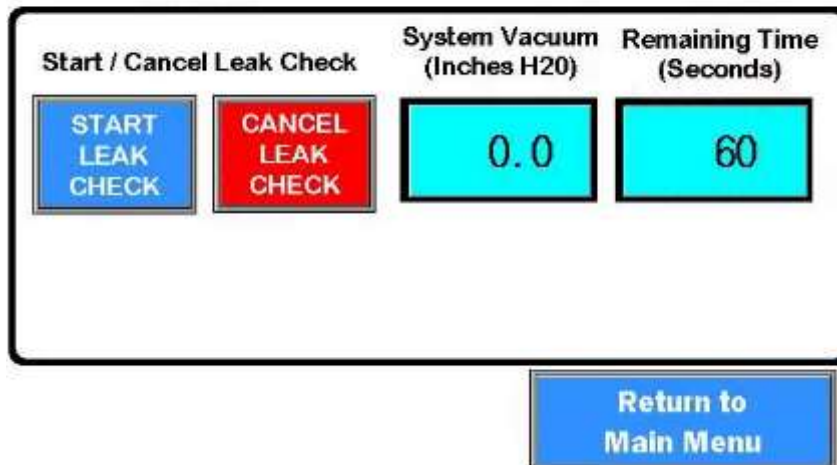 Start / Cancel Leak Check
System Vacuum
(Inches H20)
Remaining Time
(Seconds)
START
LEAK
CHECK
CANCEL
LEAK
CHECK
0.0
60
Return to
Main Menu